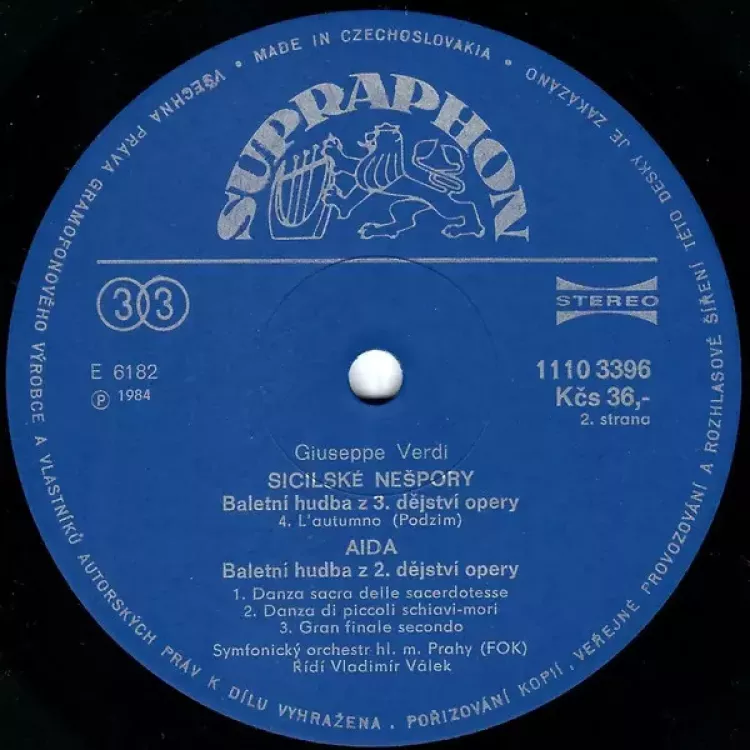 MADE IN CZECHOSLOVAKIA
SUPRAPHON
33
STEREO
E 6182
1110 3396
℗ 1984
Kčs 36,-
2. strana
Giuseppe Verdi
SICILSKÉ NEŠPORY
Baletní hudba z 3. dějství opery
4. L'autumno (Podzim)
AIDA
Baletní hudba z 2. dějství opery
1. Danza sacra delle sacerdotesse
2. Danza di piccoli schiavi-mori
3. Gran finale secondo
Symfonický orchestr hl. m. Prahy (FOK)
Řídí Vladimír Válek
VŠECHNA PRÁVA GRAMOFONOVÉHO VÝROBCE A VLASTNÍKŮ AUTORSKÝCH PRÁV K DÍLU VYHRAŽENA . POŘIZOVÁNÍ KOPIÍ, VEŘEJNÉ PROVOZOVÁNÍ A ROZHLASOVÉ ŠÍŘENÍ TÉTO DESKY JE ZAKÁZÁNO